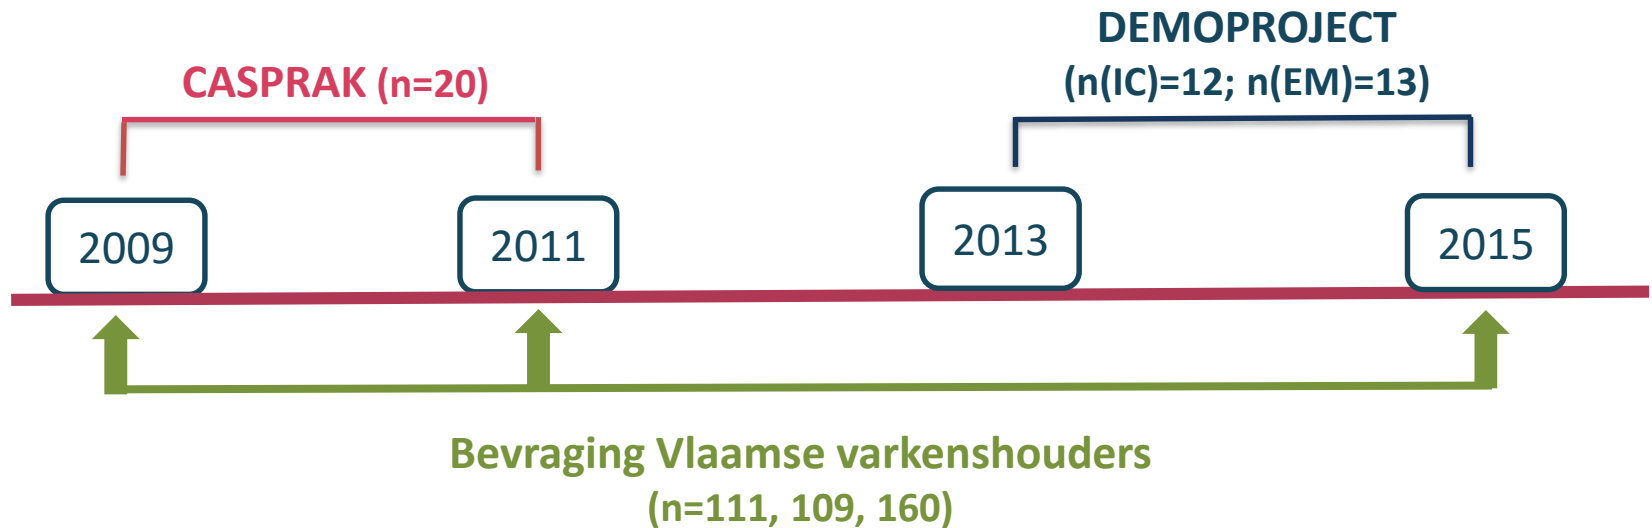 DEMOPROJECT
(n(IC)=12; n(EM)=13)
CASPRAK (n=20)
2009
2011
2013
2015
Bevraging Vlaamse varkenshouders
(n=111, 109, 160)